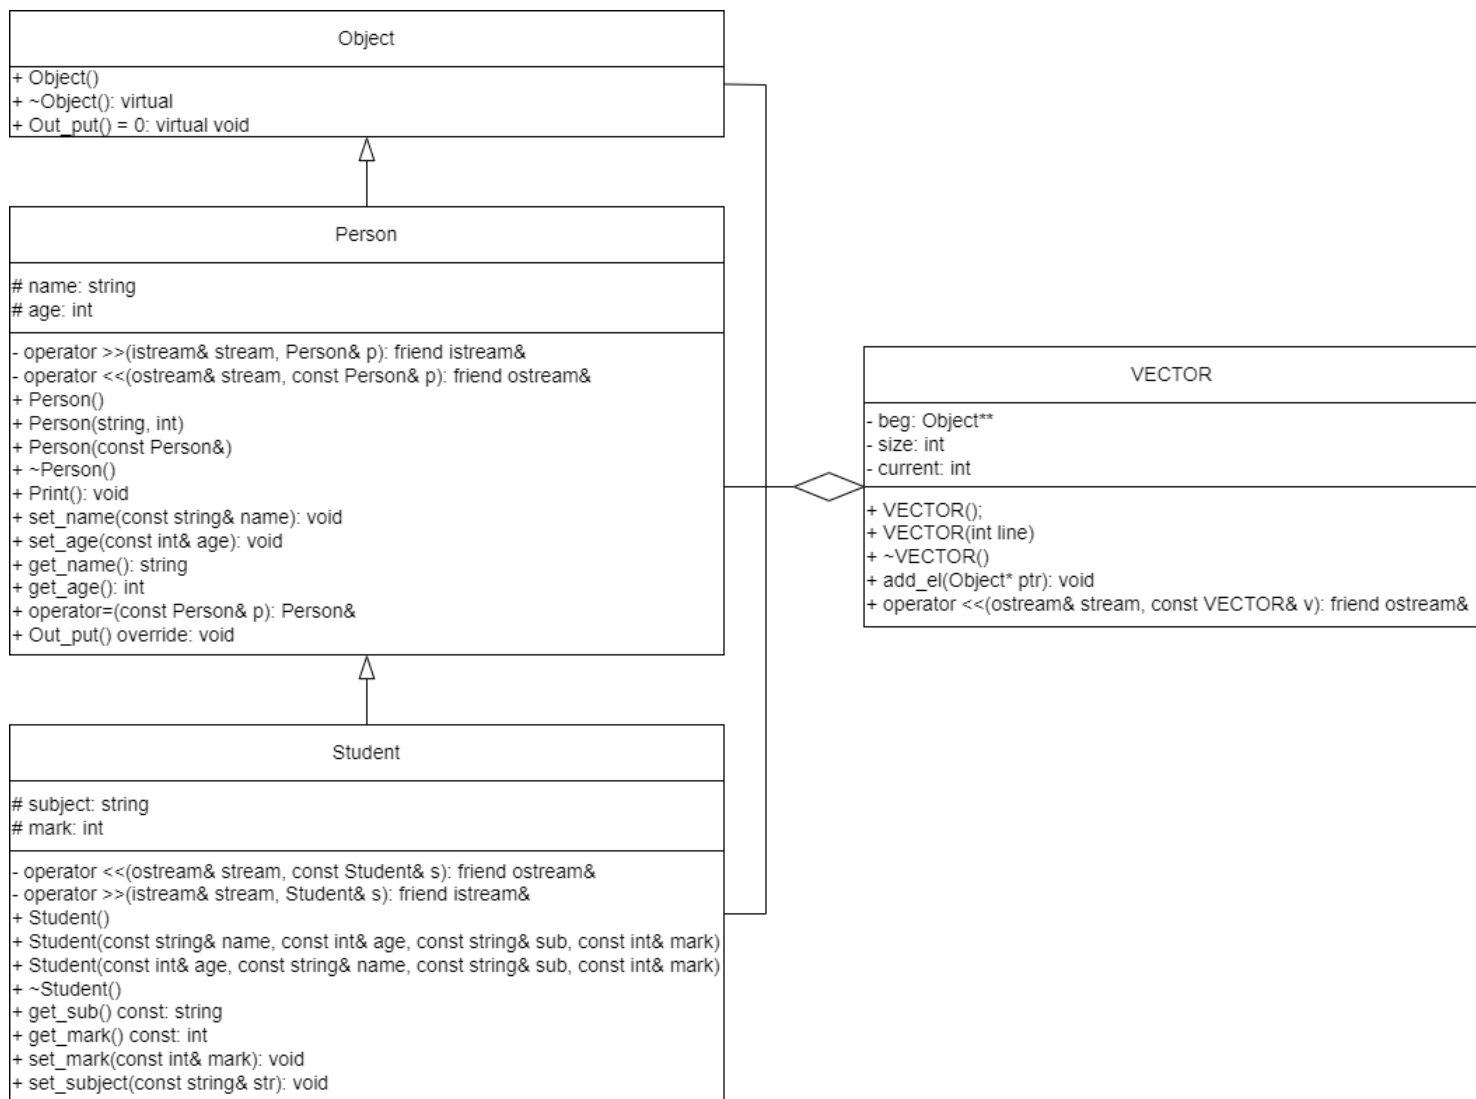 Object
+ Object()
+ ~Object(): virtual
+ Out_put() = 0: virtual void
Person
# name: string
# age: int
- operator >>(istream& stream, Person& p): friend istream&
- operator <<(ostream& stream, const Person& p): friend ostream&
+ Person()
+ Person(string, int)
+ Person(const Person&)
+ ~Person()
+ Print(): void
+ set_name(const string& name): void
+ set_age(const int& age): void
+ get_name(): string
+ get_age(): int
+ operator=(const Person& p): Person&
+ Out_put() override: void
Student
# subject: string
# mark: int
- operator <<(ostream& stream, const Student& s): friend ostream&
- operator >>(istream& stream, Student& s): friend istream&
+ Student()
+ Student(const string& name, const int& age, const string& sub, const int& mark)
+ Student(const int& age, const string& name, const string& sub, const int& mark)
+ ~Student()
+ get_sub() const: string
+ get_mark() const: int
+ set_mark(const int& mark): void
+ set_subject(const string& str): void
VECTOR
- beg: Object**
- size: int
- current: int
+ VECTOR();
+ VECTOR(int line)
+ ~VECTOR()
+ add_el(Object* ptr): void
+ operator <<(ostream& stream, const VECTOR& v): friend ostream&